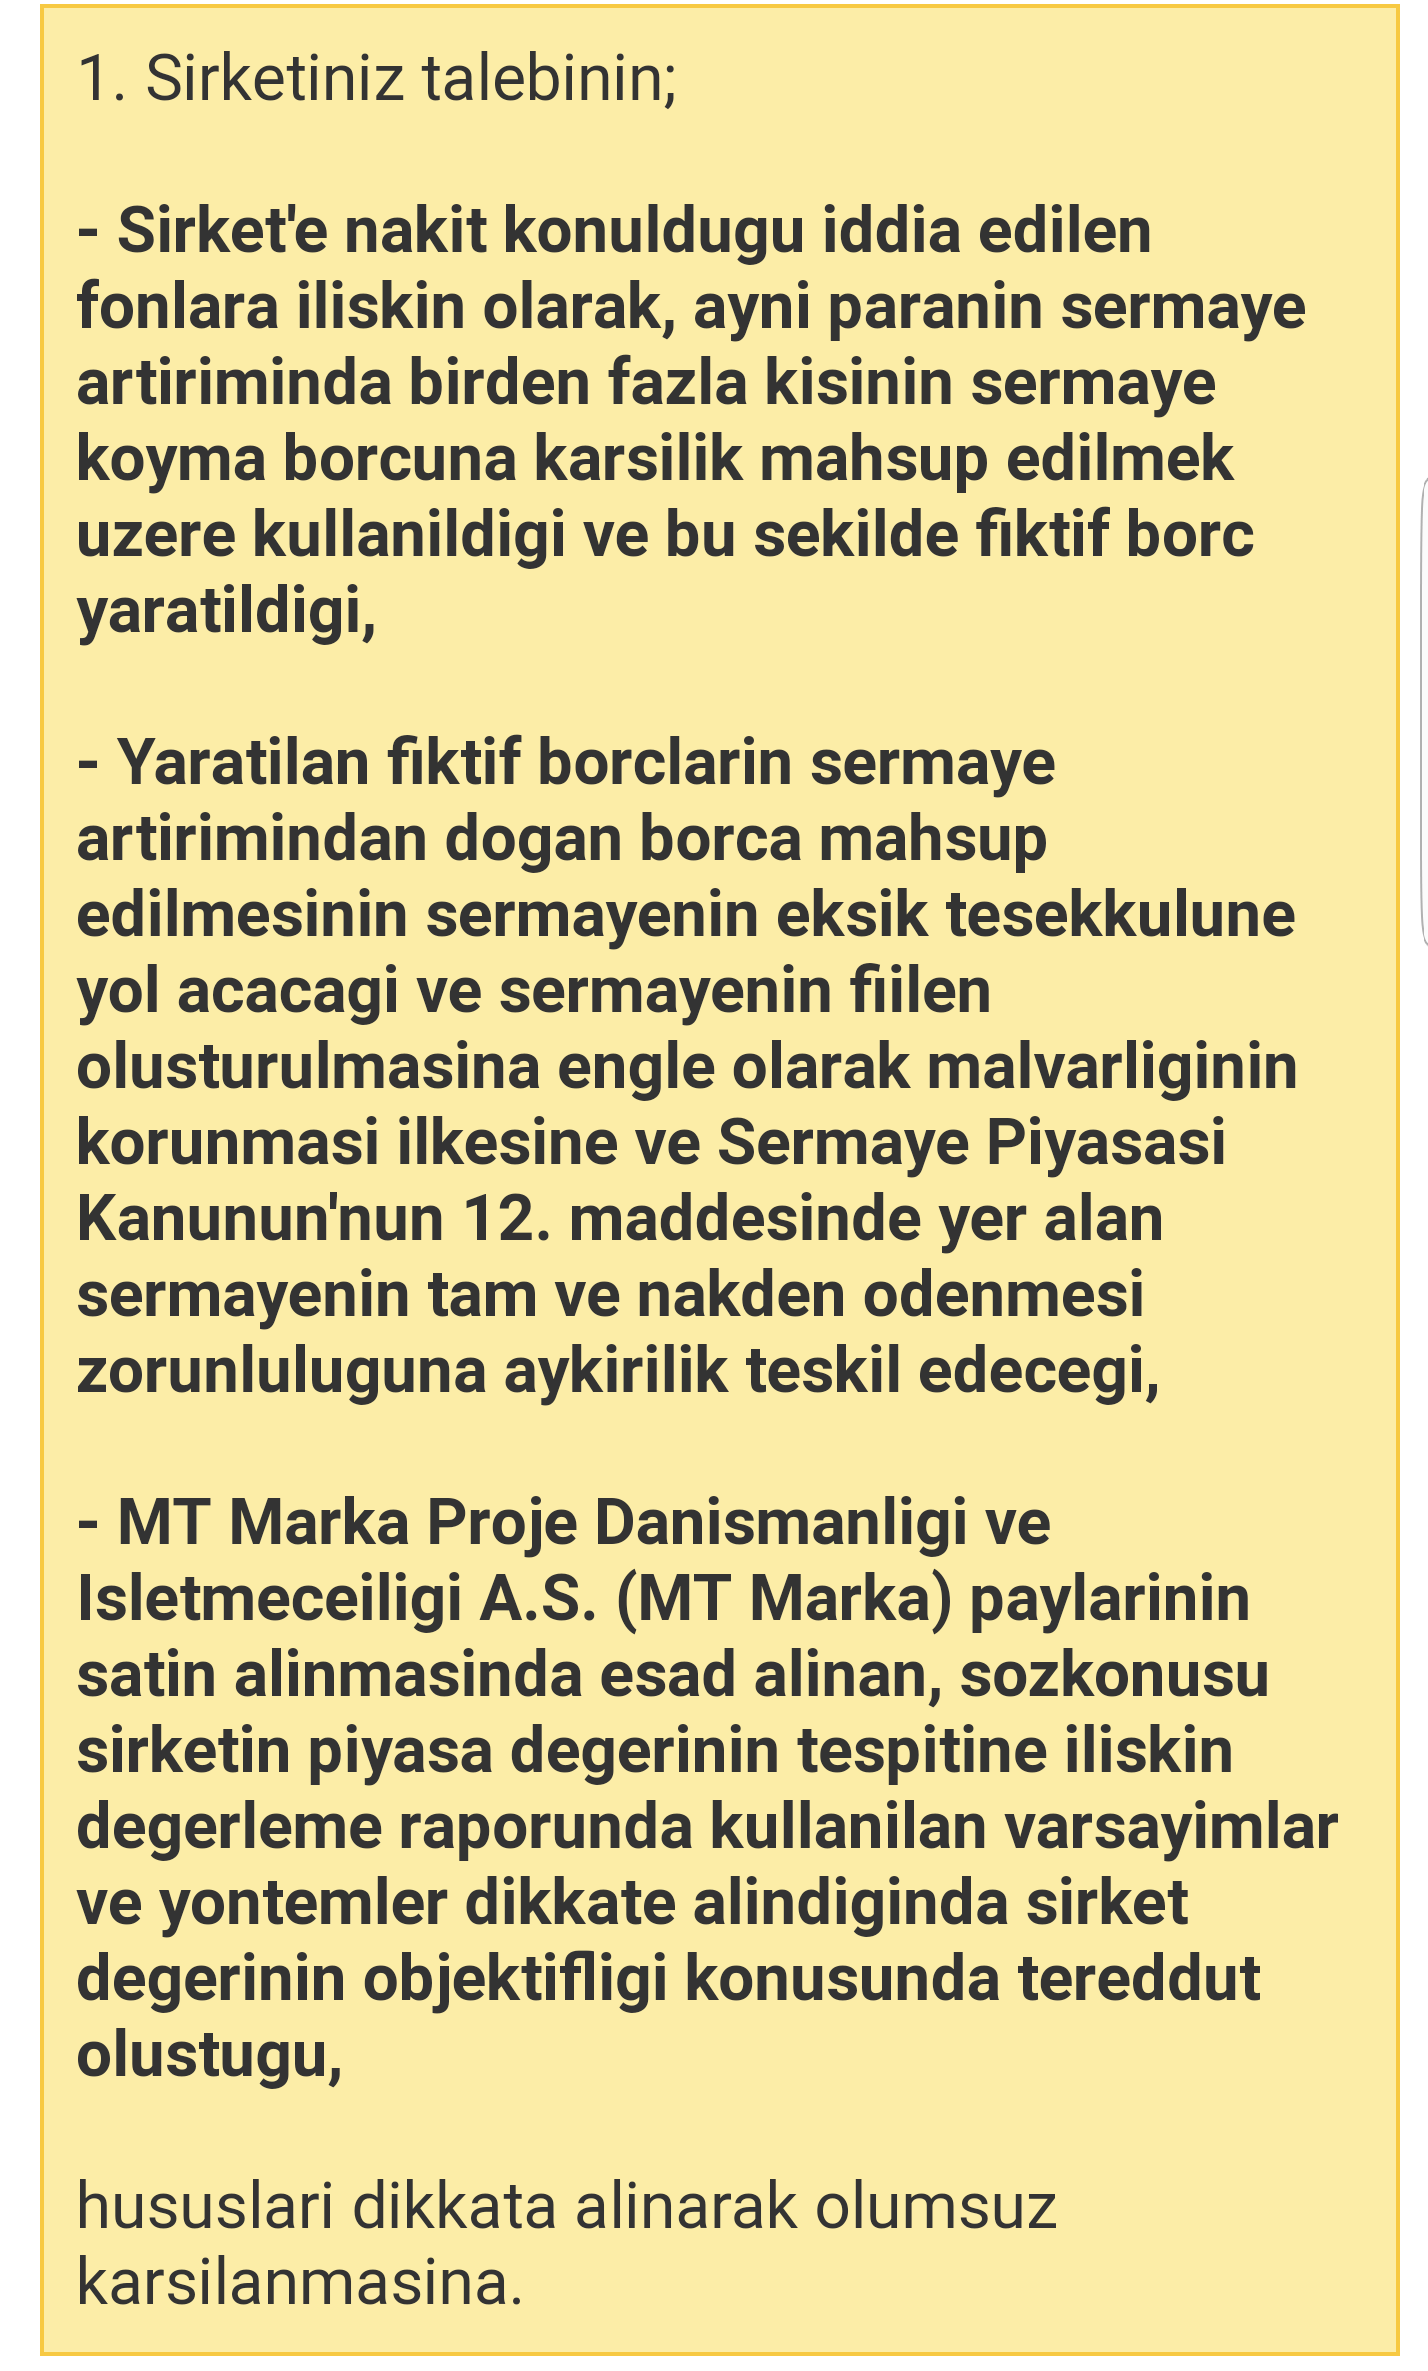 1. Sirketiniz talebinin;
- Sirket'e nakit konuldugu iddia edilen
fonlara iliskin olarak, ayni paranin sermaye
artiriminda birden fazla kisinin sermaye
koyma borcuna karsilik mahsup edilmek
uzere kullanildigi ve bu sekilde fiktif borc
yaratildigi,
- Yaratilan fiktif borclarin sermaye
artirimindan dogan borca mahsup
edilmesinin sermayenin eksik tesekkulune
yol acacagi ve sermayenin fiilen
olusturulmasina engle olarak malvarliginin
korunmasi ilkesine ve Sermaye Piyasasi
Kanunun'nun 12. maddesinde yer alan
sermayenin tam ve nakden odenmesi
zorunluluguna aykirilik teskil edecegi,
- MT Marka Proje Danismanligi ve
Isletmeceiligi A.S. (MT Marka) paylarinin
satin alinmasinda esad alinan, sozkonusu
sirketin piyasa degerinin tespitine iliskin
degerleme raporunda kullanilan varsayimlar
ve yontemler dikkate alindiginda sirket
degerinin objektifligi konusunda tereddut
olustugu,
hususlari dikkata alinarak olumsuz
karsilanmasina.